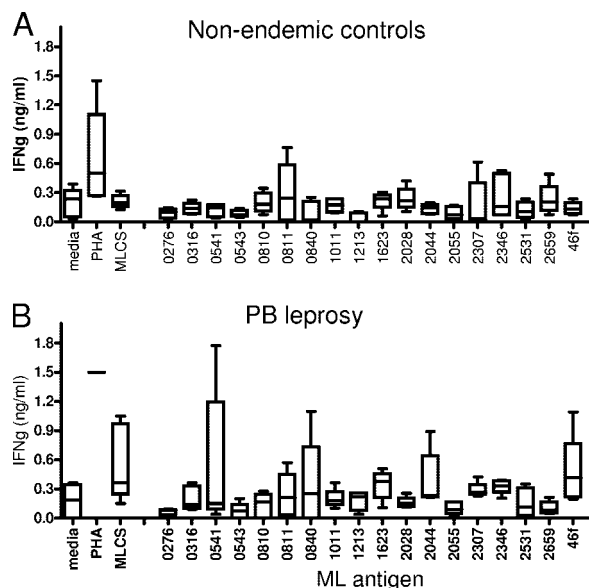 A
Non-endemic controls
IFNg (ng/ml)
1.8
1.5
1.2
0.9
0.6
0.3
0.0
media PHA MLCS 0276 0316 0541 0543 0810 0811 0840 1011 1213 1623 2028 2044 2055 2307 2346 2531 2659 46f
B
PB leprosy
IFNg (ng/ml)
1.8
1.5
1.2
0.9
0.6
0.3
0.0
media PHA MLCS 0276 0316 0541 0543 0810 0811 0840 1011 1213 1623 2028 2044 2055 2307 2346 2531 2659 46f
ML antigen